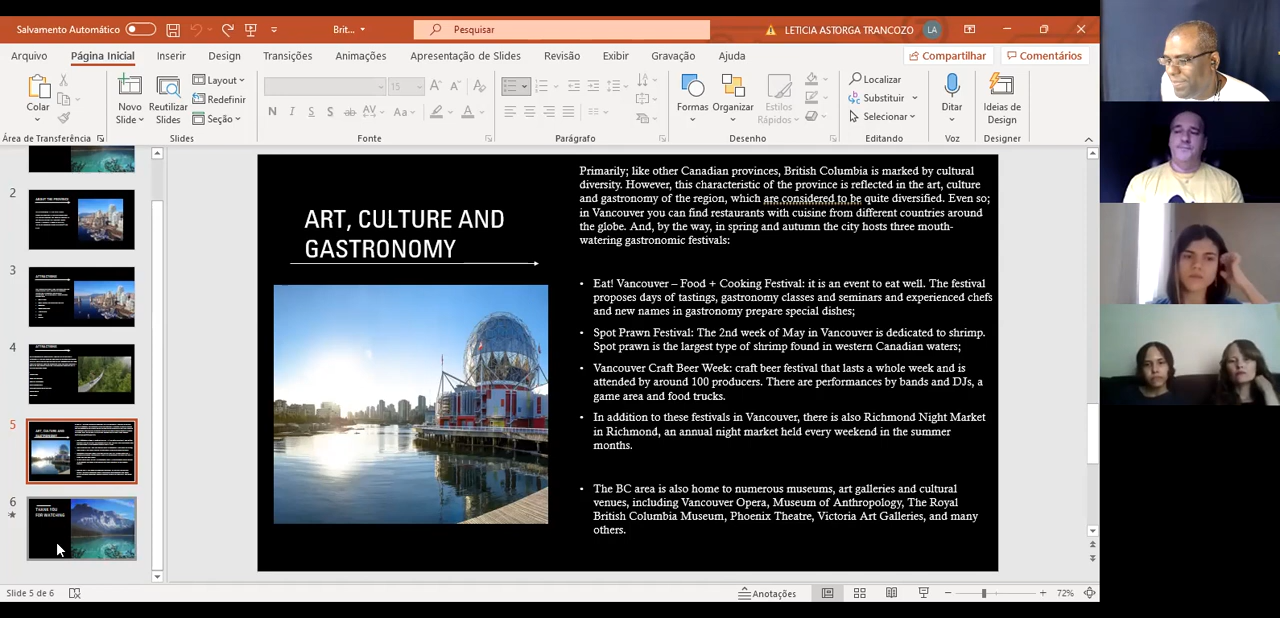 Salvamento Automático
Brit...
Pesquisar
LETICIA ASTORGA TRANCOZO
LA
Arquivo
Página Inicial
Inserir
Design
Transições
Animações
Apresentação de Slides
Revisão
Exibir
Gravação
Ajuda
Compartilhar
Comentários
Colar
Novo
Slide
Reutilizar
Slides
Layout
Redefinir
Seção
15
Formas
Organizar
Estilos
Rápidos
Localizar
Substituir
Selecionar
Ditar
Ideias de
Design
Área de Transferência
Slides
Fonte
Parágrafo
Desenho
Editando
Voz
Designer
2
3
4
5
6
ABOUT THE PROVINCE
ATTRACTIONS
ATTRACTIONS
ART, CULTURE AND
GASTRONOMY
THANK YOU
FOR WATCHING
ART, CULTURE AND
GASTRONOMY
Primarily; like other Canadian provinces, British Columbia is marked by cultural
diversity. However, this characteristic of the province is reflected in the art, culture
and gastronomy of the region, which are considered to be quite diversified. Even so;
in Vancouver you can find restaurants with cuisine from different countries around
the globe. And, by the way, in spring and autumn the city hosts three mouth-
watering gastronomic festivals:
• Eat! Vancouver – Food + Cooking Festival: it is an event to eat well. The festival
proposes days of tastings, gastronomy classes and seminars and experienced chefs
and new names in gastronomy prepare special dishes;
• Spot Prawn Festival: The 2nd week of May in Vancouver is dedicated to shrimp.
Spot prawn is the largest type of shrimp found in western Canadian waters;
• Vancouver Craft Beer Week: craft beer festival that lasts a whole week and is
attended by around 100 producers. There are performances by bands and DJs, a
game area and food trucks.
• In addition to these festivals in Vancouver, there is also Richmond Night Market
in Richmond, an annual night market held every weekend in the summer
months.
• The BC area is also home to numerous museums, art galleries and cultural
venues, including Vancouver Opera, Museum of Anthropology, The Royal
British Columbia Museum, Phoenix Theatre, Victoria Art Galleries, and many
others.
Slide 5 de 6
Anotações
72%